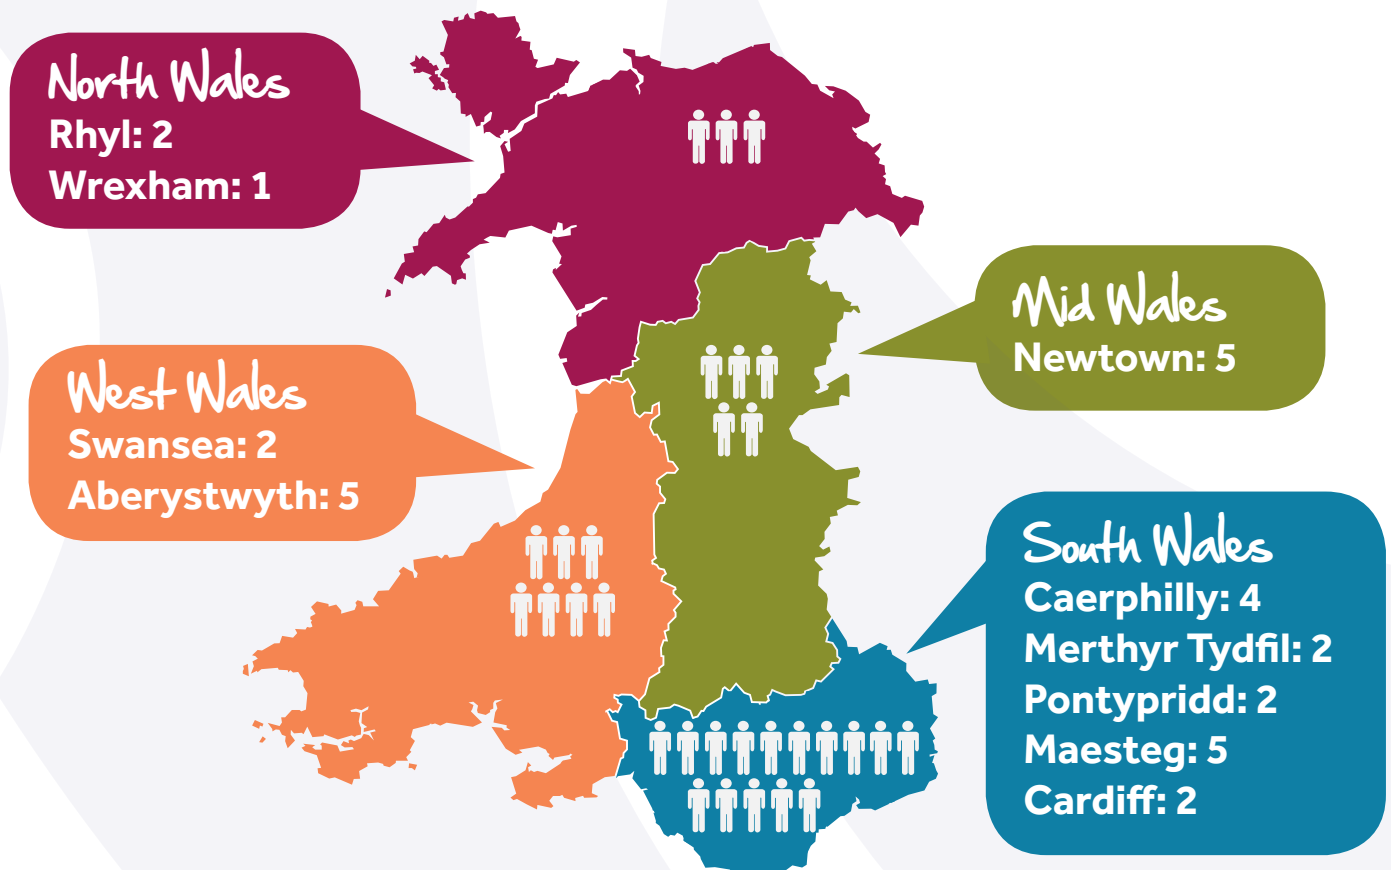 North Wales
Rhyl: 2
Wrexham: 1
Mid Wales
Newtown: 5
West Wales
Swansea: 2
Aberystwyth: 5
South Wales
Caerphilly: 4
Merthyr Tydfil: 2
Pontypridd: 2
Maesteg: 5
Cardiff: 2